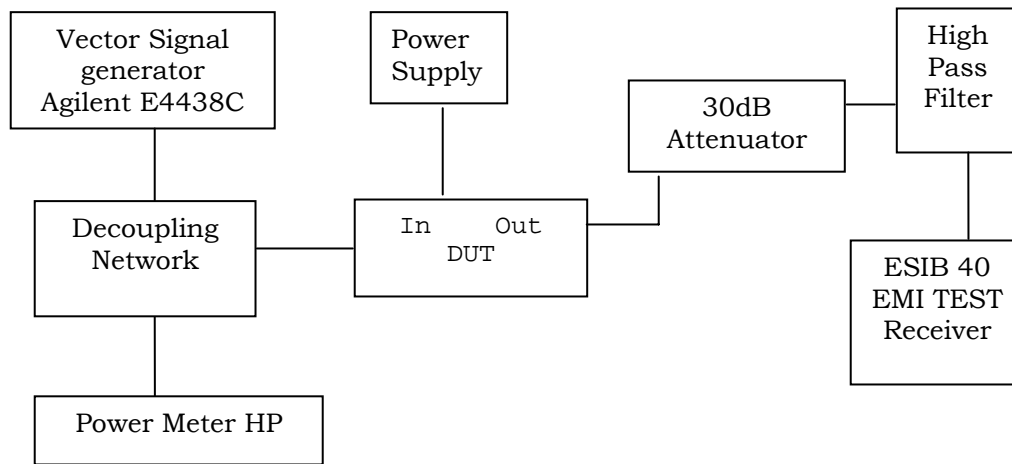 Vector Signal
generator
Agilent E4438C
Power
Supply
High
Pass
Filter
30dB
Attenuator
Decoupling
Network
In Out
DUT
ESIB 40
EMI TEST
Receiver
Power Meter HP